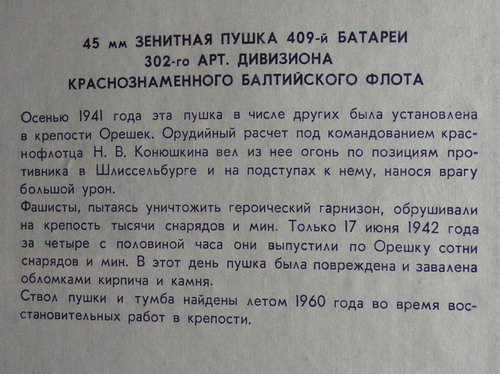 45 мм ЗЕНИТНАЯ ПУШКА 409-й БАТАРЕИ
302-го АРТ. ДИВИЗИОНА
КРАСНОЗНАМЕННОГО БАЛТИЙСКОГО ФЛОТА
Осенью 1941 года эта пушка в числе других была установлена
в крепости Орешек. Орудийный расчет под командованием крас-
нофлотца Н. В. Конюшкина вел из нее огонь по позициям про-
тивника в Шлиссельбурге и на подступах к нему, нанося врагу
большой урон.
Фашисты, пытаясь уничтожить героический гарнизон, обрушивали
на крепость тысячи снарядов и мин. Только 17 июня 1942 года
за четыре с половиной часа они выпустили по Орешку сотни
снарядов и мин. В этот день пушка была повреждена и завалена
обломками кирпича и камня.
Ствол пушки и тумба найдены летом 1960 года во время вос-
становительных работ в крепости.